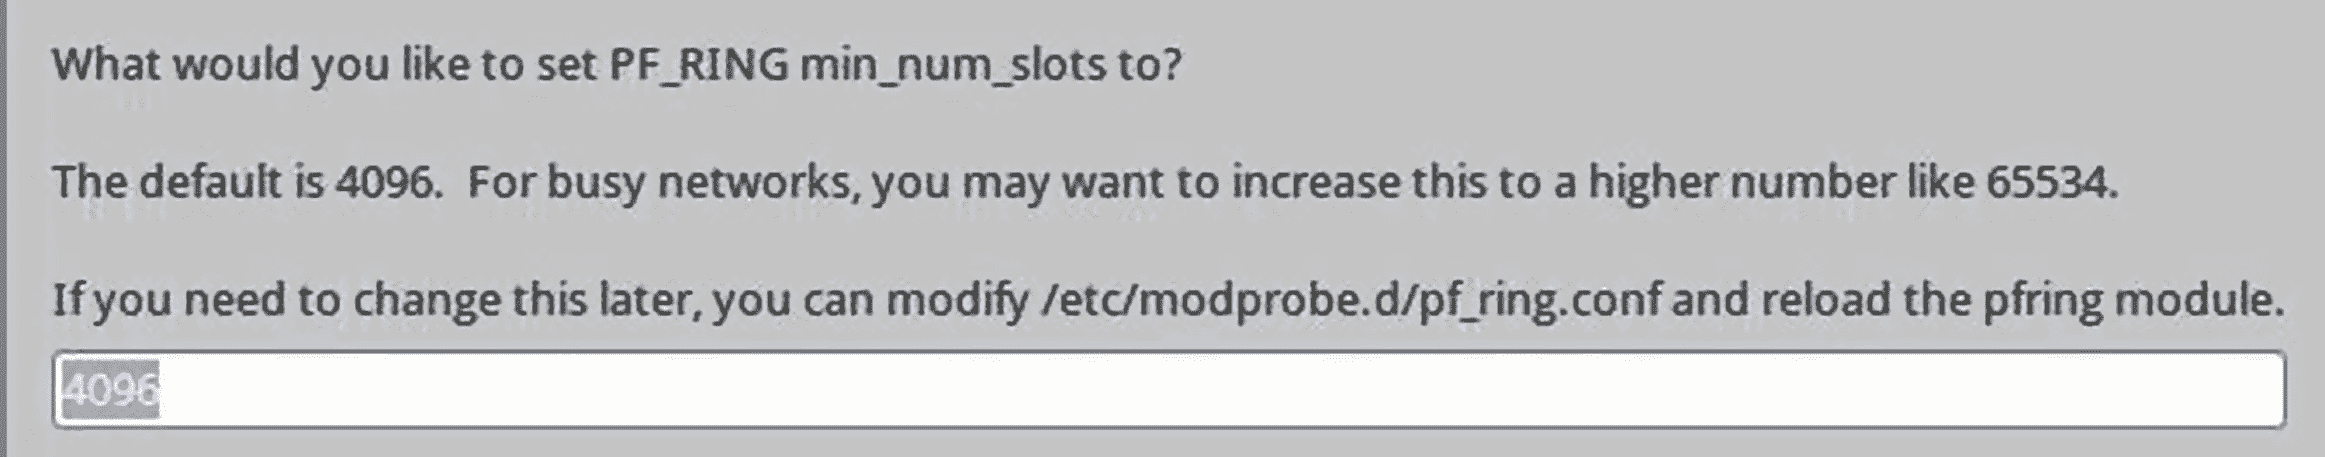 What would you like to set PF_RING min_num_slots to?
The default is 4096.  For busy networks, you may want to increase this to a higher number like 65534.
If you need to change this later, you can modify /etc/modprobe.d/pf_ring.conf and reload the pfring module.
4096